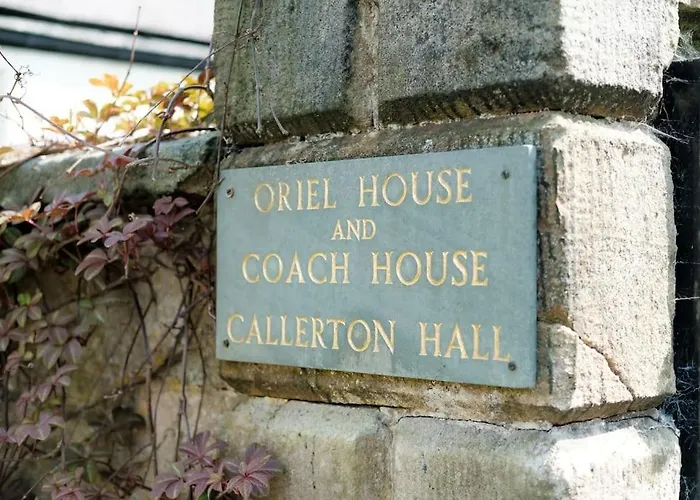 ORIEL HOUSE
AND
COACH HOUSE
CALLERTON HALL